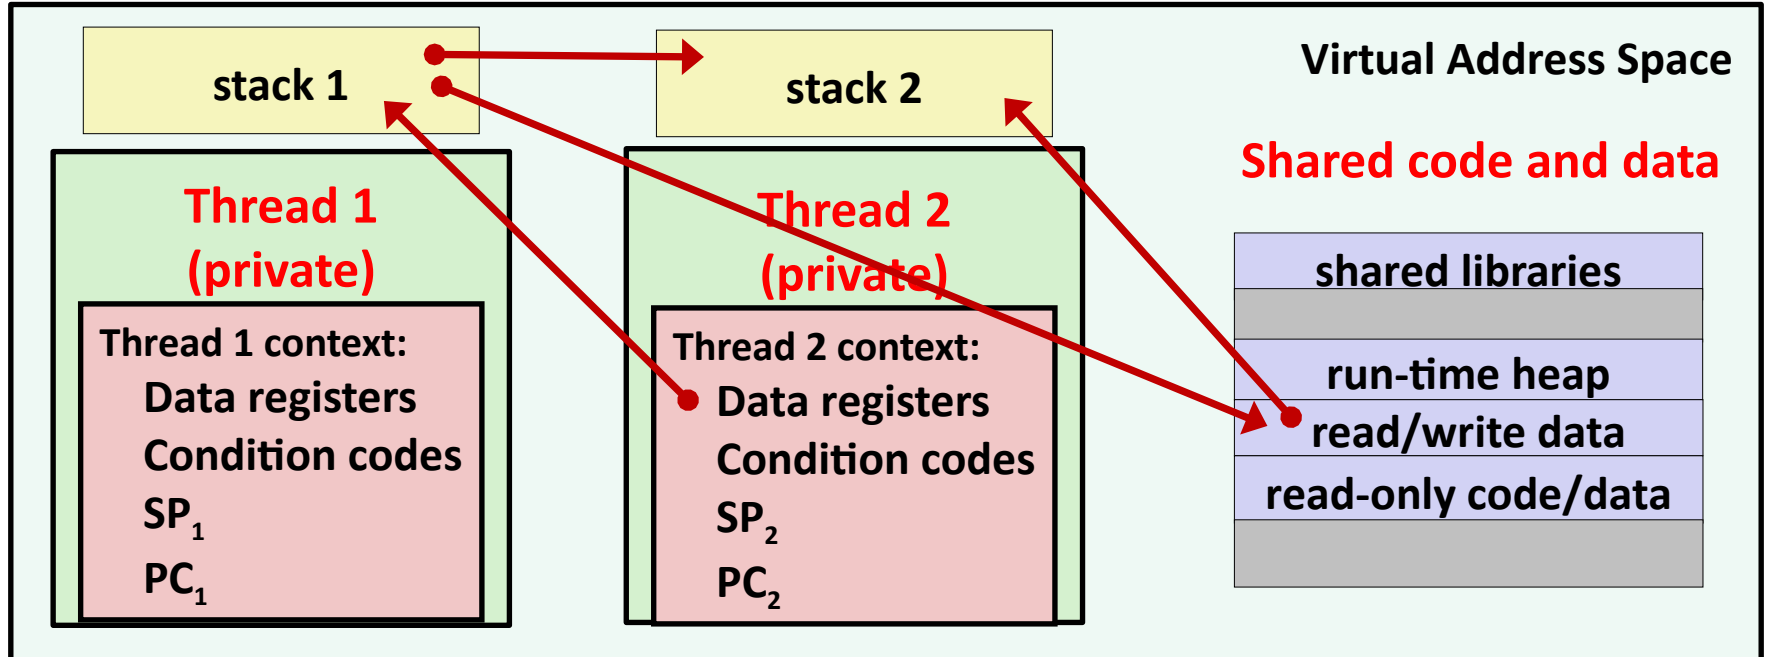 stack 1
stack 2
Virtual Address Space
Shared code and data
Thread 1
(private)
Thread 1 context:
Data registers
Condition codes
SP1
PC1
Thread 2
(private)
Thread 2 context:
Data registers
Condition codes
SP2
PC2
shared libraries
run-time heap
read/write data
read-only code/data